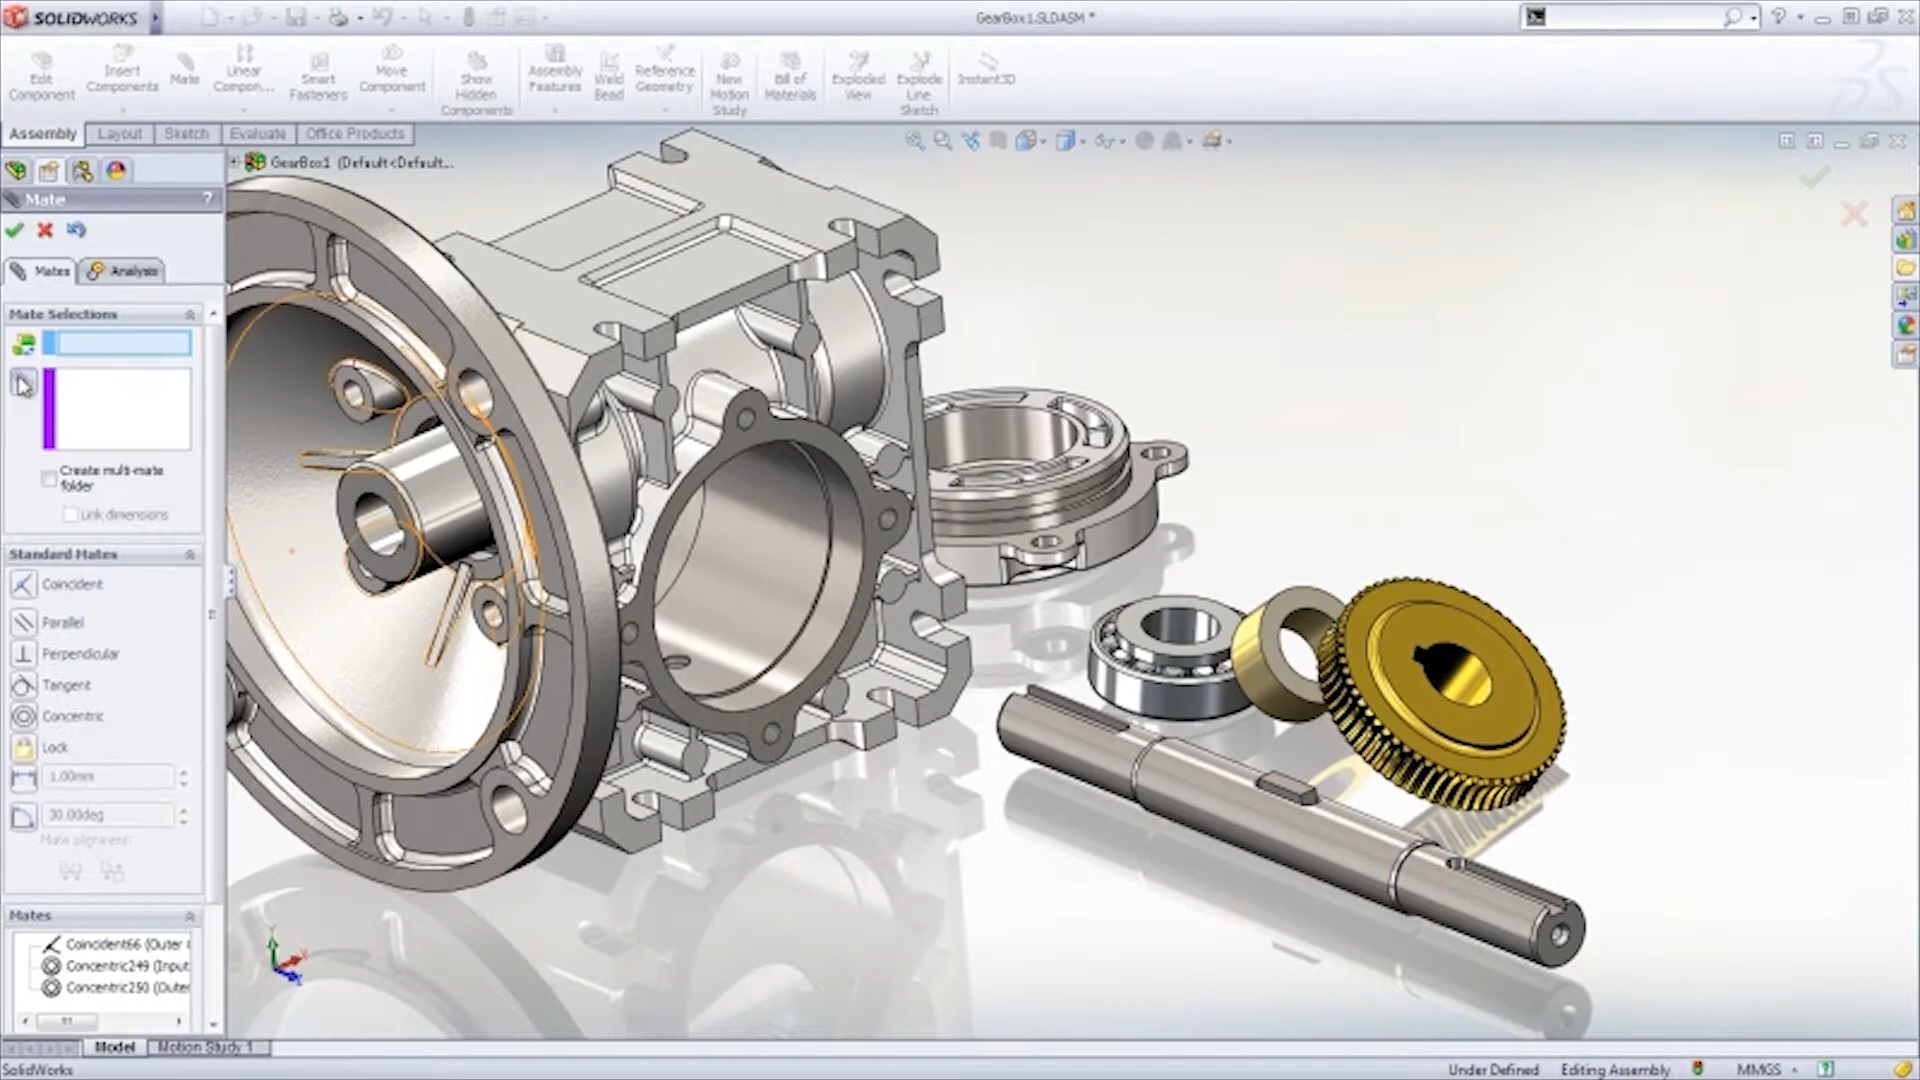 SOLIDWORKS
GearBox1.SLDASM *
Edit
Component
Insert
Components
Mate
Linear
Compon...
Smart
Fasteners
Move
Component
Show
Hidden
Components
Assembly
Features
Weld
Bead
Reference
Geometry
New
Motion
Study
Bill of
Materials
Exploded
View
Explode
Line
Sketch
Instant3D
Assembly
Layout
Sketch
Evaluate
Office Products
GearBox1 (Default<Default...
Mate
?
Mates
Analysis
Mate Selections
Create multi-mate
folder
Link dimensions
Standard Mates
Coincident
Parallel
Perpendicular
Tangent
Concentric
Lock
1.00mm
30.00deg
Mate alignment:
Mates
Coincident66 (Outer
Concentric249 (Input
Concentric250 (Outer
Model
Motion Study 1
SolidWorks
Under Defined
Editing Assembly
MMGS
?